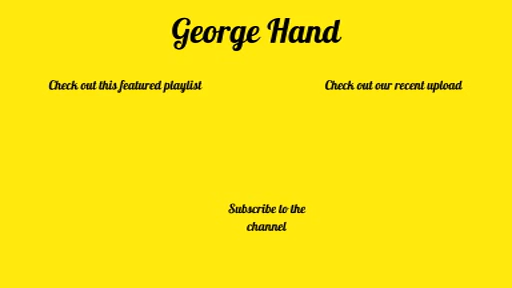 George Hand
Check out this featured playlist
Check out our recent upload
Subscribe to the
channel